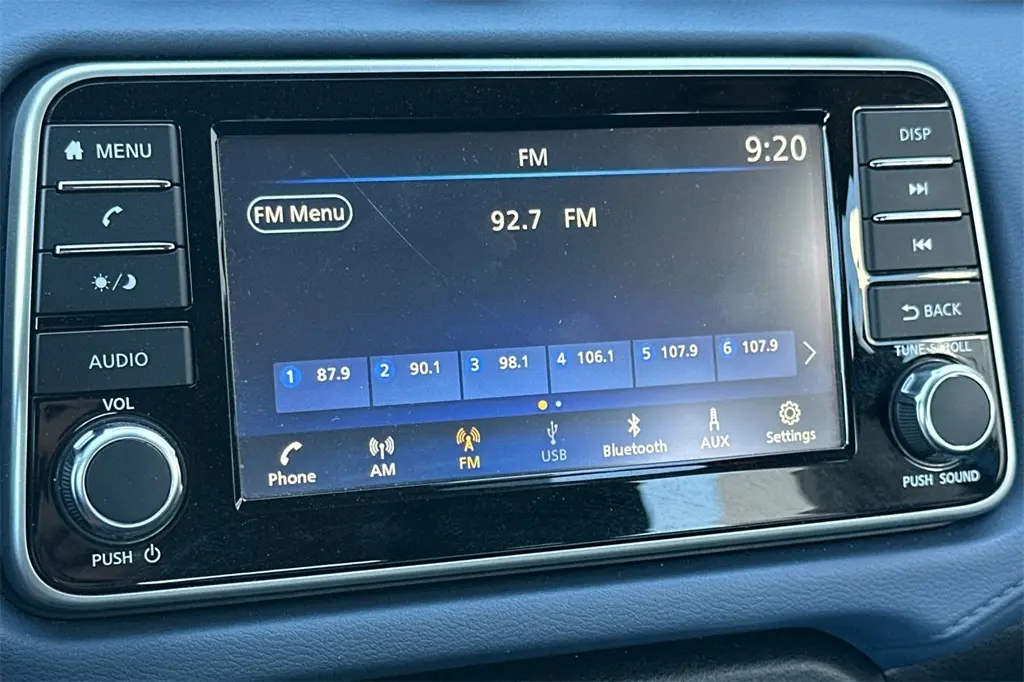 MENU
AUDIO
VOL
PUSH
FM
9:20
FM Menu
92.7 FM
1 87.9
2 90.1
3 98.1
4 106.1
5 107.9
6 107.9
Phone
AM
FM
USB
Bluetooth
AUX
Settings
DISP
BACK
TUNE·SCROLL
PUSH SOUND